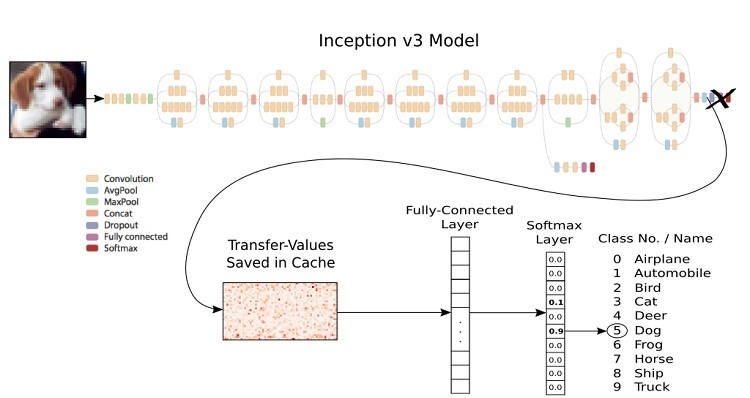 Inception v3 Model
Convolution
AvgPool
MaxPool
Concat
Dropout
Fully connected
Softmax
Transfer-Values
Saved in Cache
Fully-Connected
Layer
Softmax
Layer
0.0
0.0
0.0
0.1
0.0
0.9
0.0
0.0
0.0
0.0
Class No. / Name
0 Airplane
1 Automobile
2 Bird
3 Cat
4 Deer
5 Dog
6 Frog
7 Horse
8 Ship
9 Truck